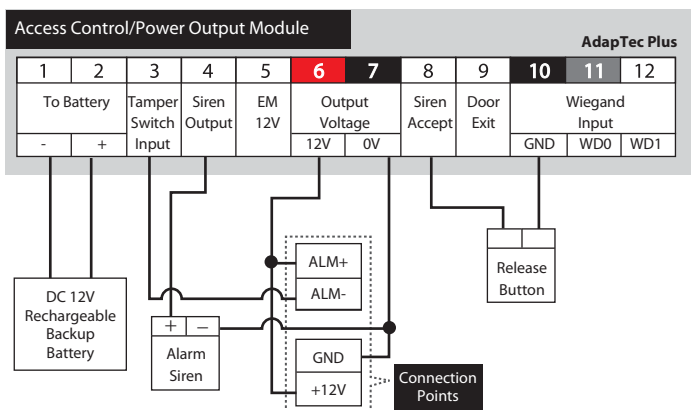 Access Control/Power Output Module
AdapTec Plus
1 2 3 4 5 6 7 8 9 10 11 12
To Battery
- +
Tamper
Switch
Input
Siren
Output
EM
12V
Output
Voltage
12V 0V
Siren
Accept
Door
Exit
Wiegand
Input
GND WD0 WD1
ALM+
ALM-
Release
Button
DC 12V
Rechargeable
Backup
Battery
+ –
Alarm
Siren
GND
+12V
Connection
Points